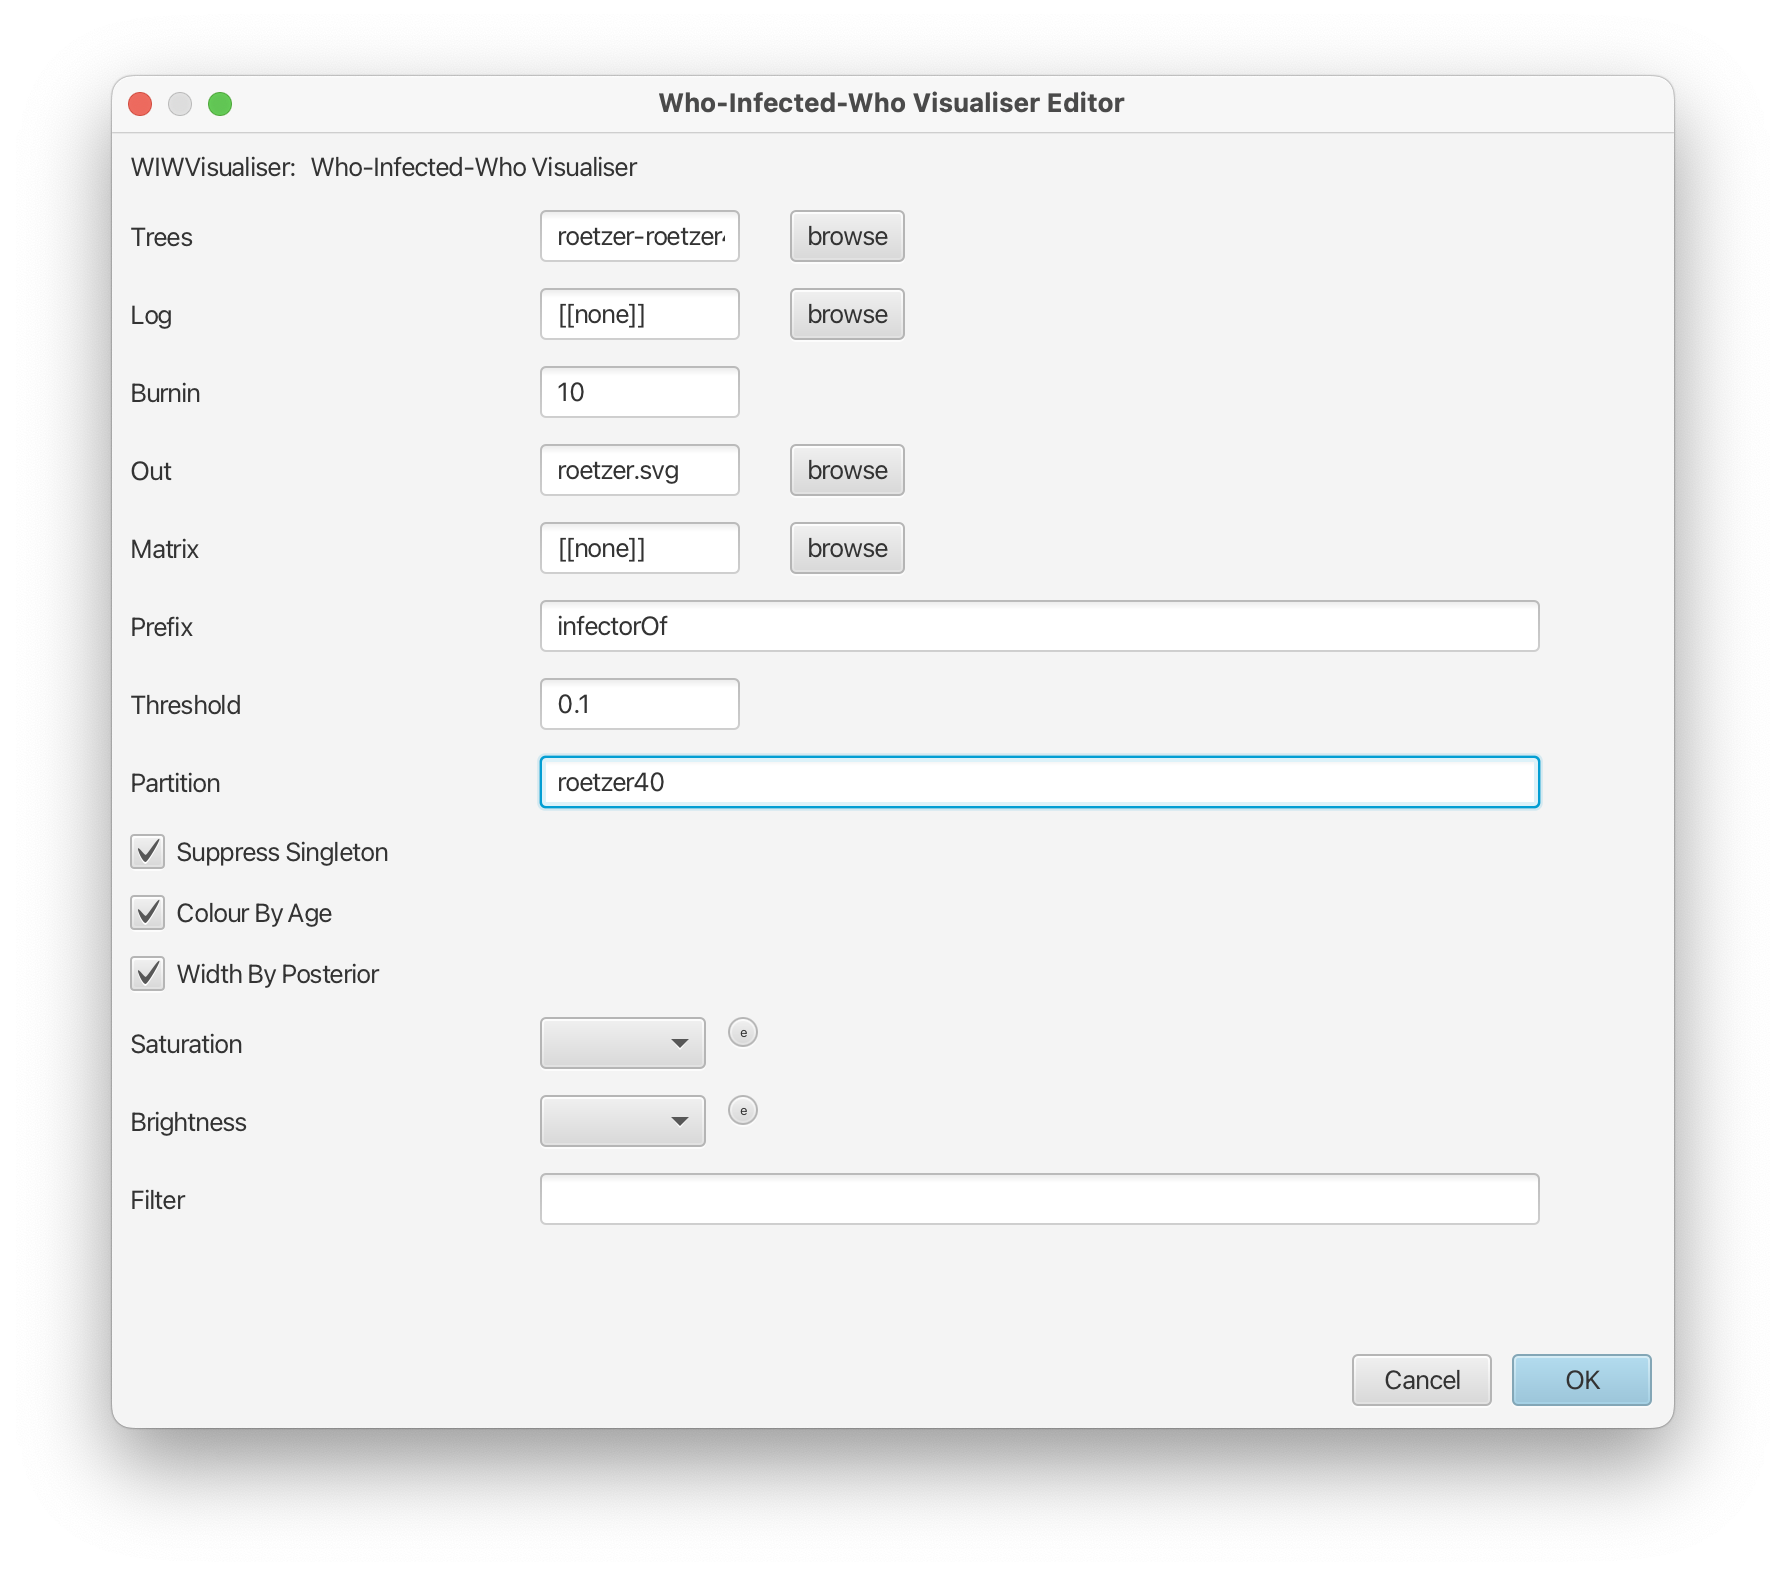 Who-Infected-Who Visualiser Editor
WIWVisualiser: Who-Infected-Who Visualiser
Trees roetzer-roetzer browse
Log [[none]] browse
Burnin 10
Out roetzer.svg browse
Matrix [[none]] browse
Prefix infectorOf
Threshold 0.1
Partition roetzer40
Suppress Singleton
Colour By Age
Width By Posterior
Saturation e
Brightness e
Filter
Cancel OK